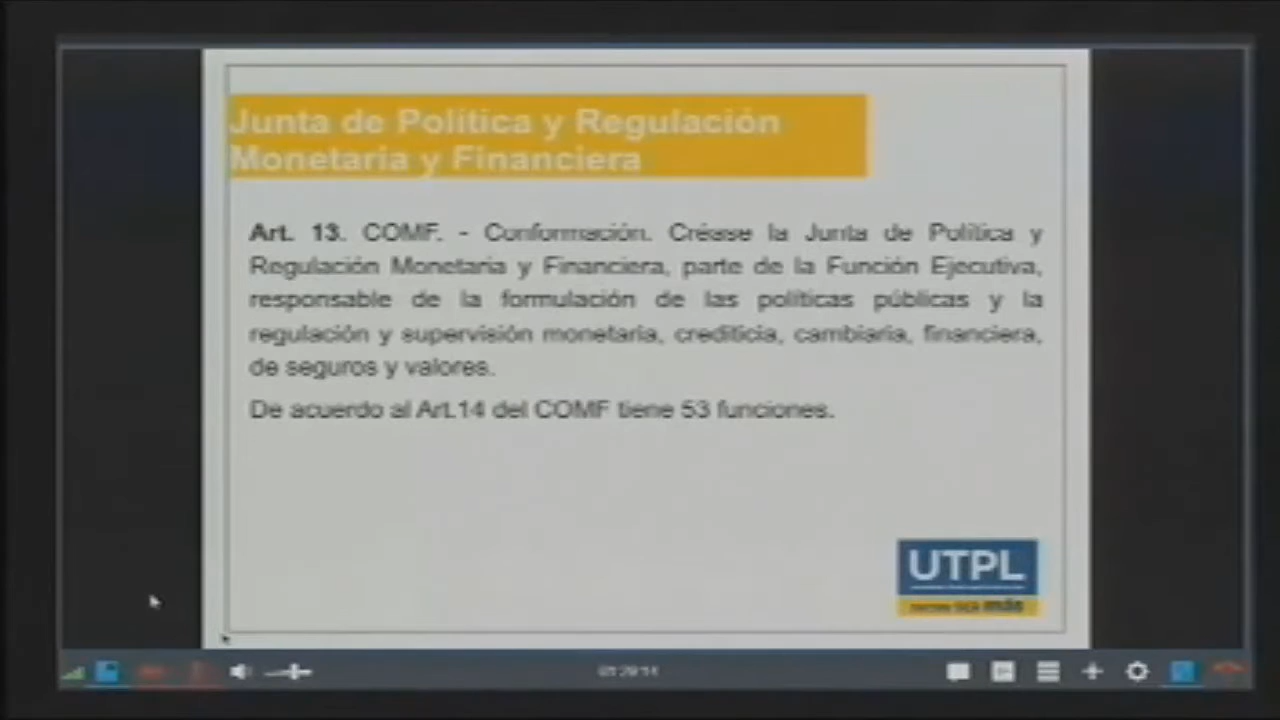 Junta de Política y Regulación
Monetaria y Financiera
Art. 13. COMF. - Conformación. Créase la Junta de Política y
Regulación Monetaria y Financiera, parte de la Función Ejecutiva,
responsable de la formulación de las políticas públicas y la
regulación y supervisión monetaria, crediticia, cambiaria, financiera,
de seguros y valores.
De acuerdo al Art.14 del COMF tiene 53 funciones.
UTPL
más